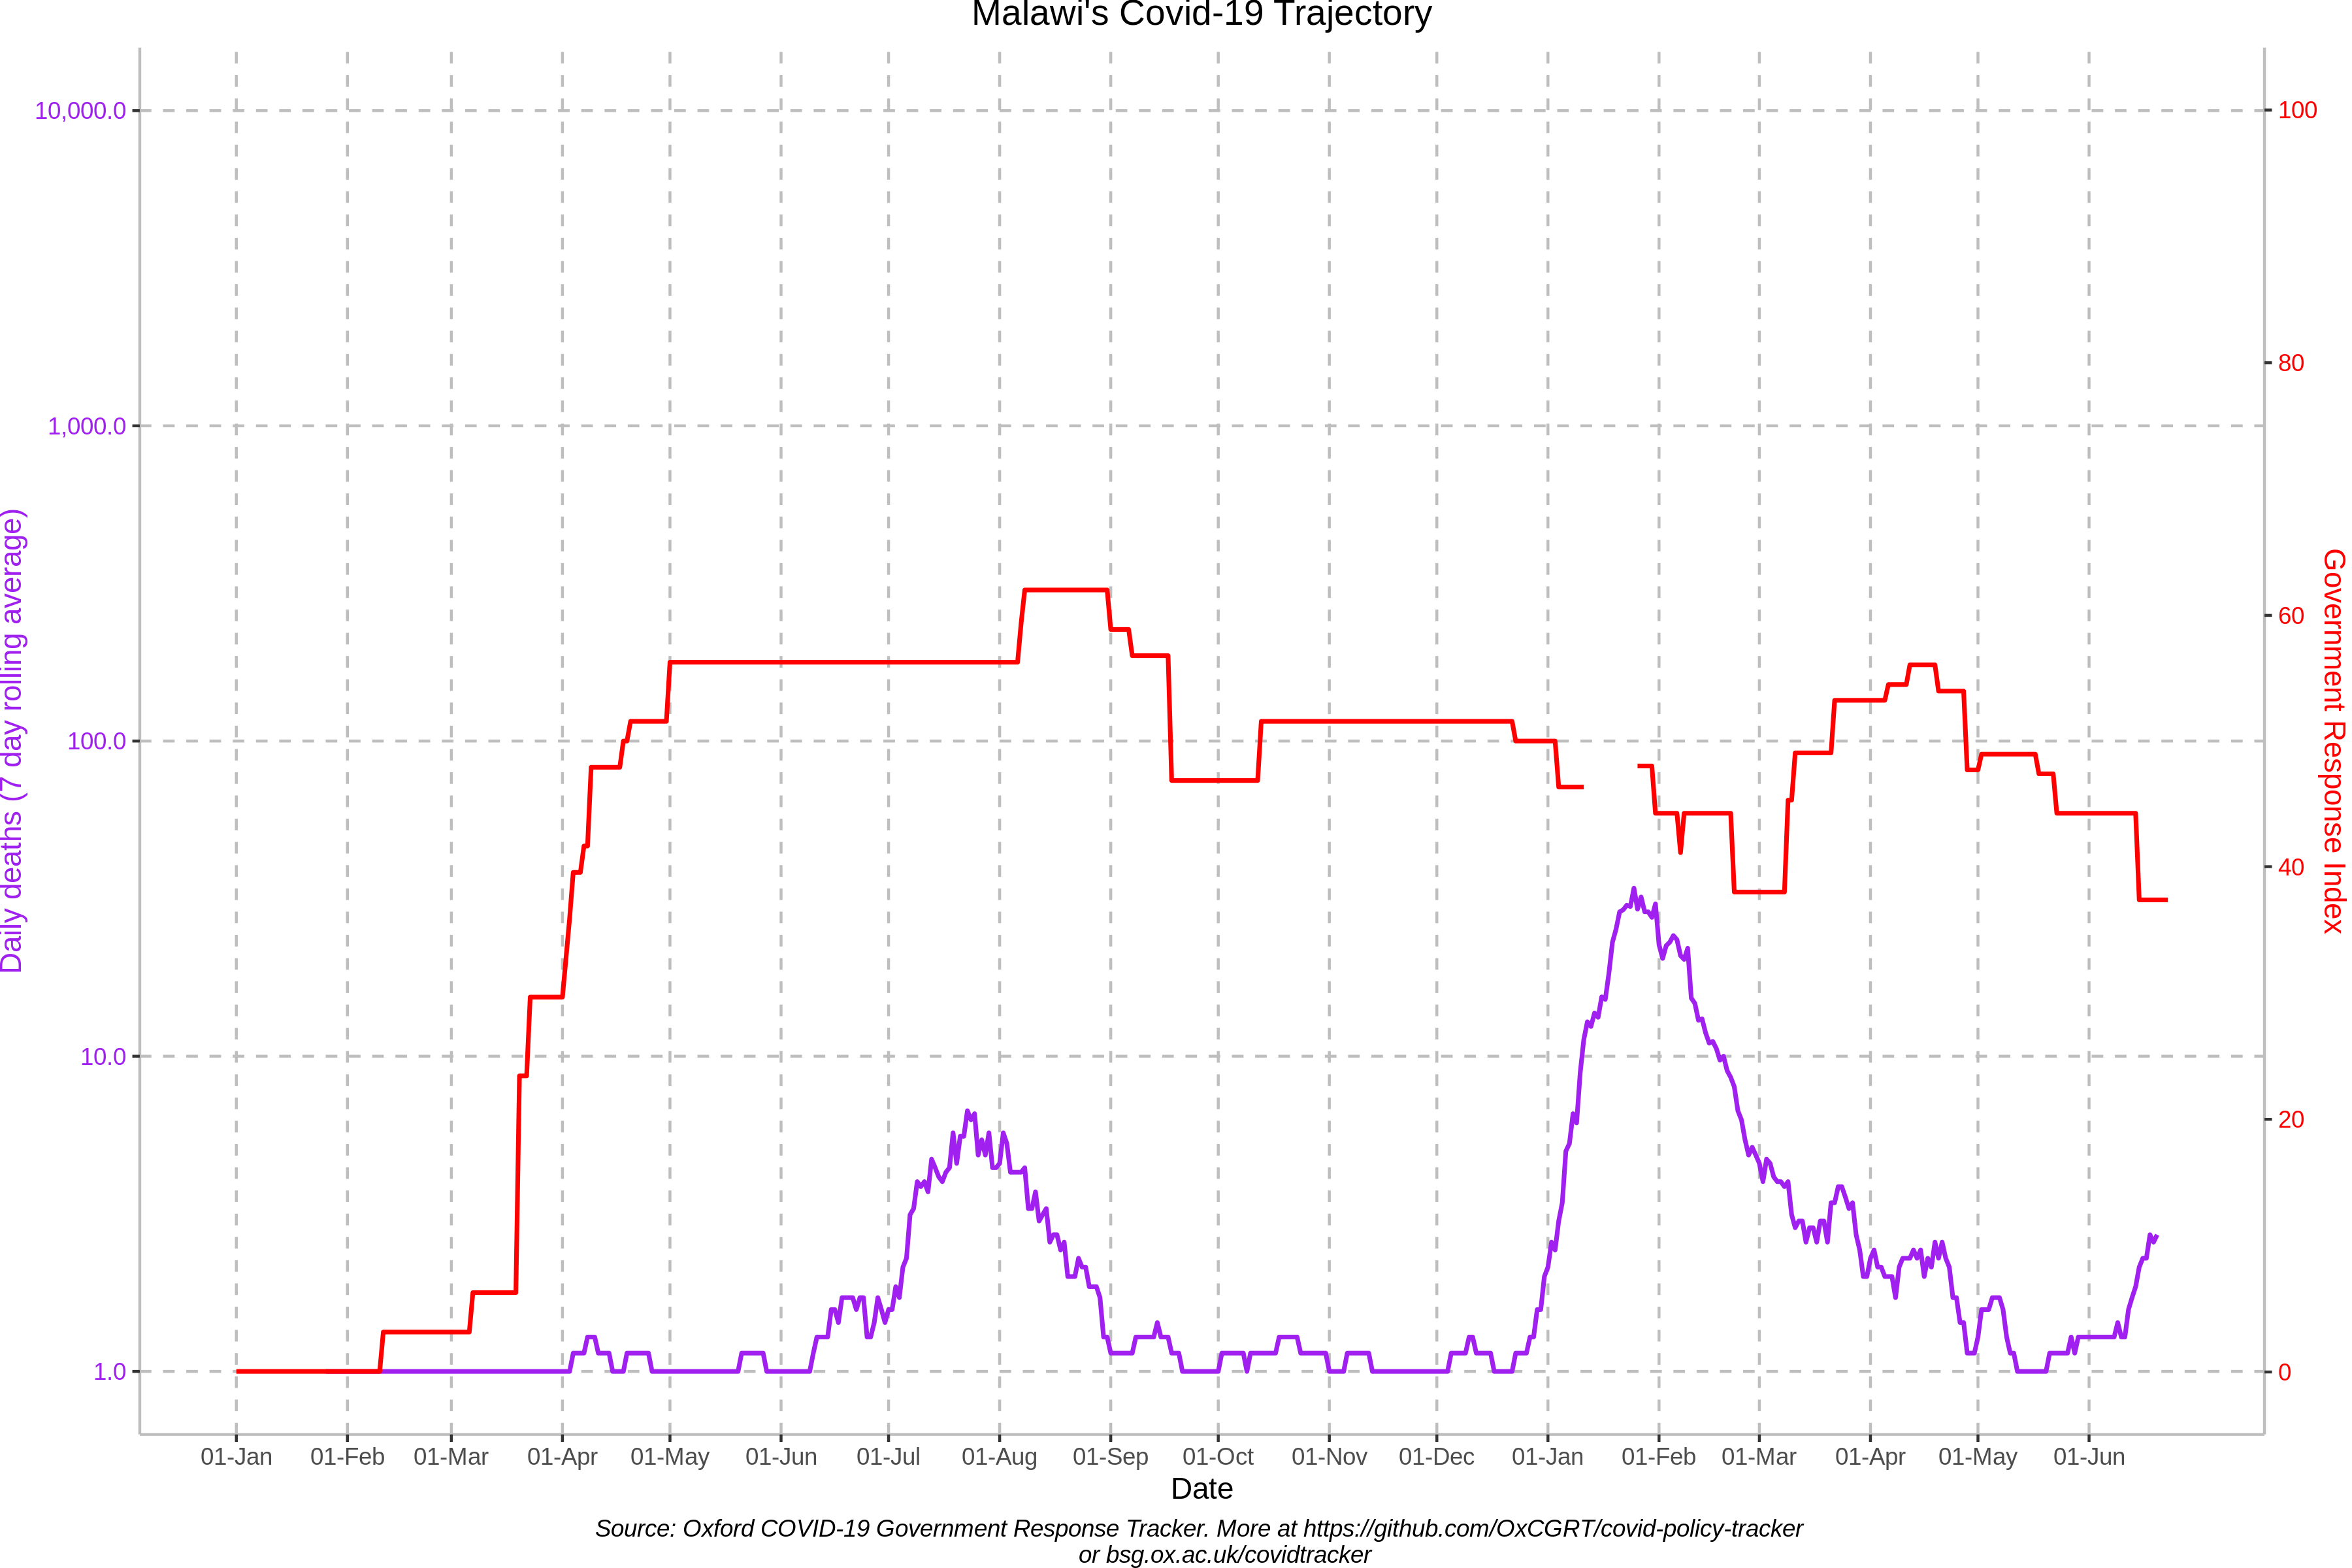 Malawi's Covid-19 Trajectory
10,000.0
1,000.0
100.0
10.0
1.0
Daily deaths (7 day rolling average)
100
80
60
40
20
0
Government Response Index
01-Jan 01-Feb 01-Mar 01-Apr 01-May 01-Jun 01-Jul 01-Aug 01-Sep 01-Oct 01-Nov 01-Dec 01-Jan 01-Feb 01-Mar 01-Apr 01-May 01-Jun
Date
Source: Oxford COVID-19 Government Response Tracker. More at https://github.com/OxCGRT/covid-policy-tracker
or bsg.ox.ac.uk/covidtracker